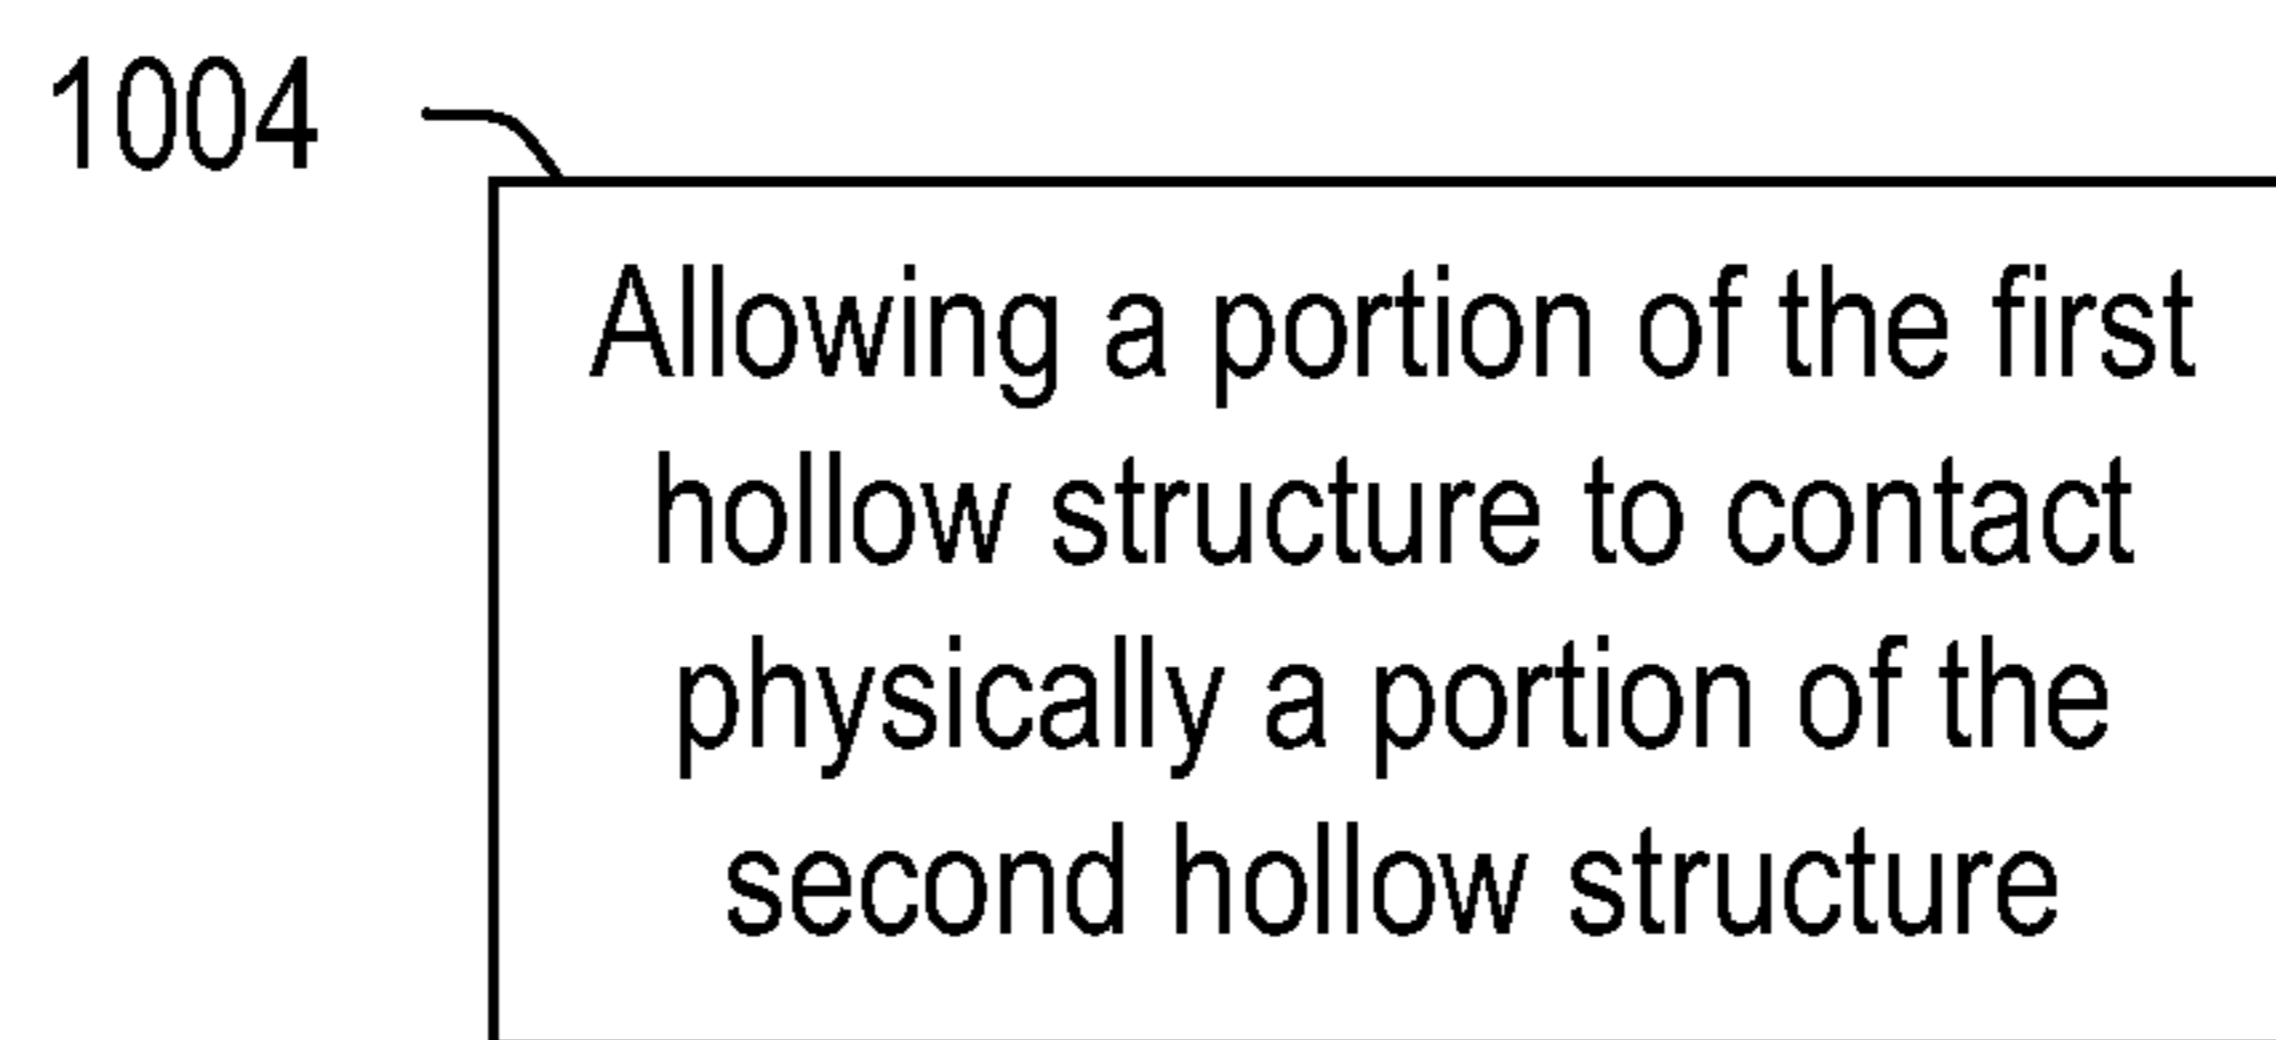 1004
Allowing a portion of the first
hollow structure to contact
physically a portion of the
second hollow structure